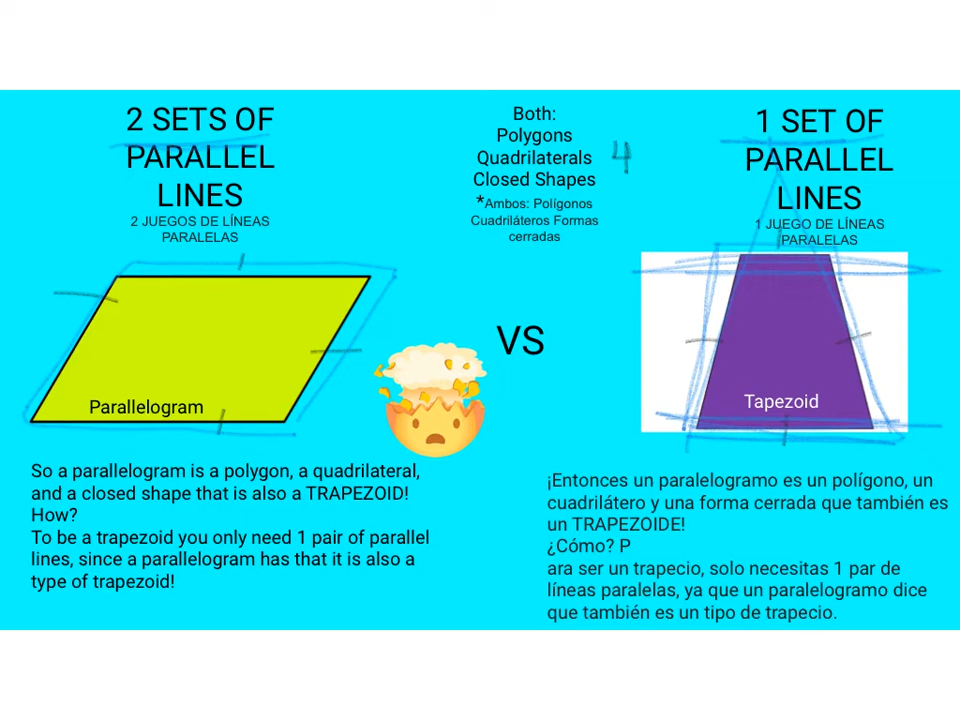 2 SETS OF
PARALLEL
LINES
2 JUEGOS DE LÍNEAS
PARALELAS
Both:
Polygons
Quadrilaterals
Closed Shapes
*Ambos: Polígonos
Cuadriláteros Formas
cerradas
4
1 SET OF
PARALLEL
LINES
1 JUEGO DE LÍNEAS
PARALELAS
VS
Parallelogram
Tapezoid
So a parallelogram is a polygon, a quadrilateral,
and a closed shape that is also a TRAPEZOID!
How?
To be a trapezoid you only need 1 pair of parallel
lines, since a parallelogram has that it is also a
type of trapezoid!
¡Entonces un paralelogramo es un polígono, un
cuadrilátero y una forma cerrada que también es
un TRAPEZOIDE!
¿Cómo? P
ara ser un trapecio, solo necesitas 1 par de
líneas paralelas, ya que un paralelogramo dice
que también es un tipo de trapecio.